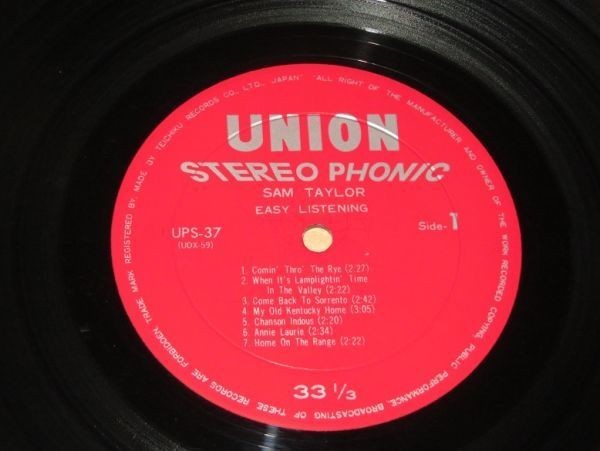 TRADE MARK REGISTERED BY, MADE BY TEICHIKU RECORDS CO., LTD., JAPAN" "ALL RIGHT OF THE MANUFACTURER AND OWNER OF THE WORK RECORDED COPYING, PUBLIC PERFORMANCE, BROADCASTING OF THESE RECORDS ARE FORBIDDEN.
UNION
STEREO PHONIC
SAM TAYLOR
EASY LISTENING
UPS-37
(UDX-59)
Side-1
1. Comin' Thro' The Rye (2:27)
2. When It's Lamplightin' Time
In The Valley (2:22)
3. Come Back To Sorrento (2:42)
4. My Old Kentucky Home (3:05)
5. Chanson Indous (2:20)
6. Annie Laurie (2:34)
7. Home On The Range (2:22)
33 1/3